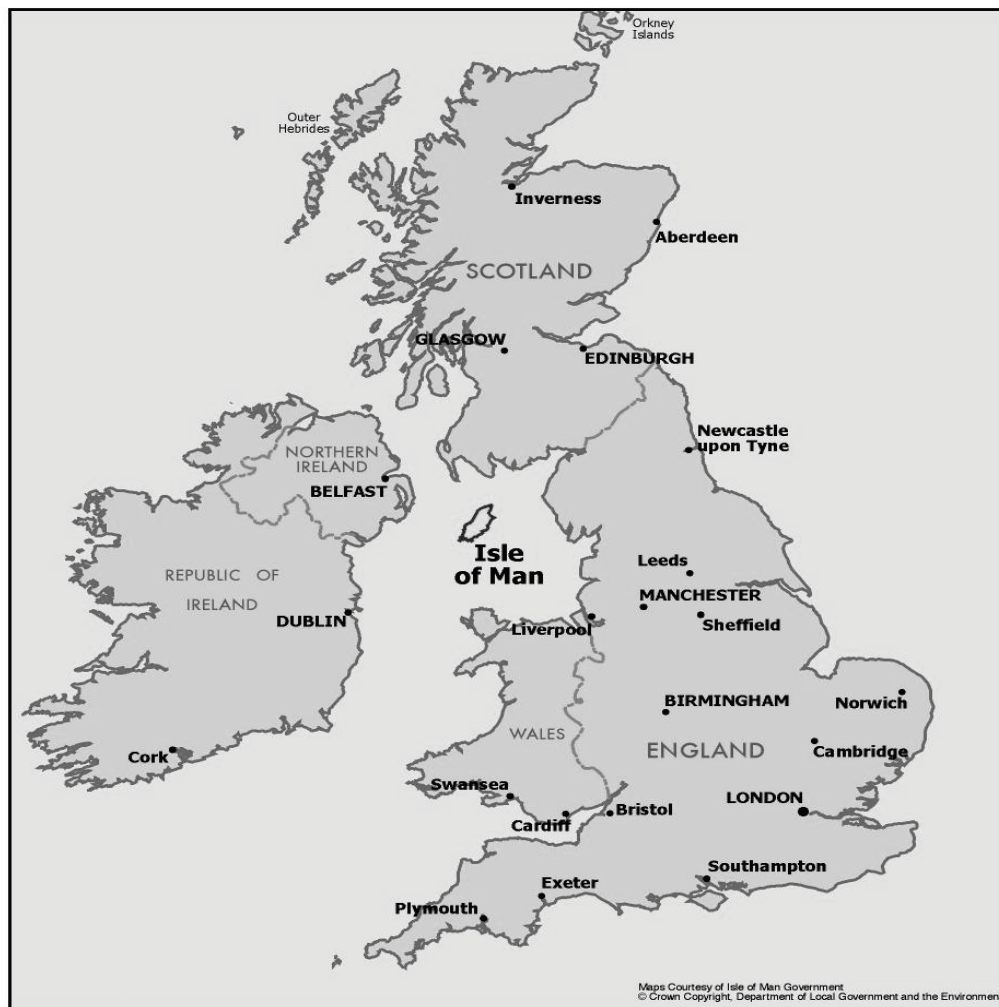 Orkney
Islands
Outer
Hebrides
Inverness
Aberdeen
SCOTLAND
GLASGOW
EDINBURGH
Newcastle
upon Tyne
NORTHERN
IRELAND
BELFAST
Isle
of Man
Leeds
REPUBLIC OF
IRELAND
MANCHESTER
DUBLIN
Liverpool
Sheffield
BIRMINGHAM
Norwich
WALES
ENGLAND
Cambridge
Cork
Swansea
LONDON
Cardiff
Bristol
Southampton
Exeter
Plymouth
Maps Courtesy of Isle of Man Government
© Crown Copyright, Department of Local Government and the Environmen